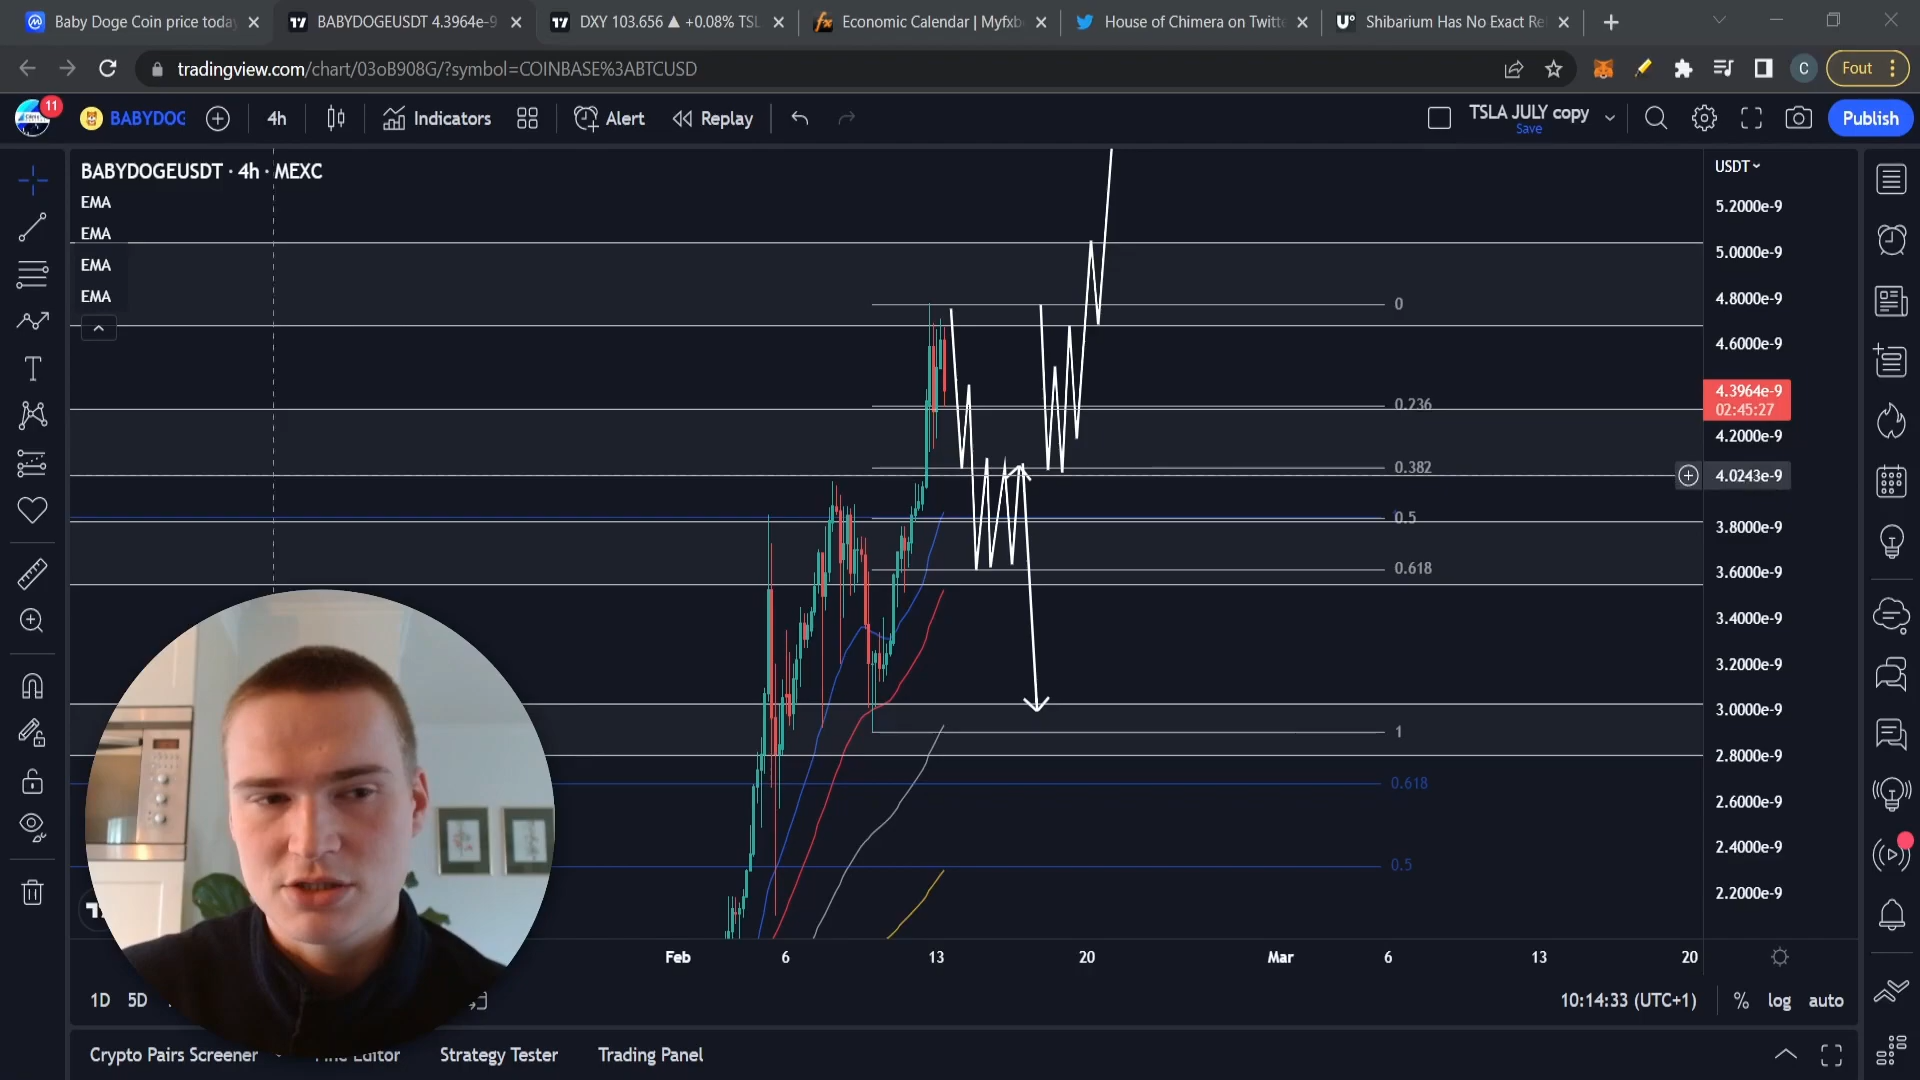 Baby Doge Coin price today
BABYDOGEUSDT 4.3964e-9
DXY 103.656 ▲ +0.08% TSL
Economic Calendar | Myfxb
House of Chimera on Twitt
Shibarium Has No Exact Re
tradingview.com/chart/03oB908G/?symbol=COINBASE%3ABTCUSD
C
Fout
11
BABYDOG
4h
Indicators
Alert
Replay
TSLA JULY copy
Save
Publish
BABYDOGEUSDT · 4h · MEXC
EMA
EMA
EMA
EMA
USDT
5.2000e-9
5.0000e-9
4.8000e-9
4.6000e-9
4.3964e-9
02:45:27
4.2000e-9
4.0243e-9
3.8000e-9
3.6000e-9
3.4000e-9
3.2000e-9
3.0000e-9
2.8000e-9
2.6000e-9
2.4000e-9
2.2000e-9
0
0.236
0.382
0.5
0.618
1
0.618
0.5
Feb
6
13
20
Mar
6
13
20
1D
5D
10:14:33 (UTC+1)
%
log
auto
Crypto Pairs Screener
Editor
Strategy Tester
Trading Panel